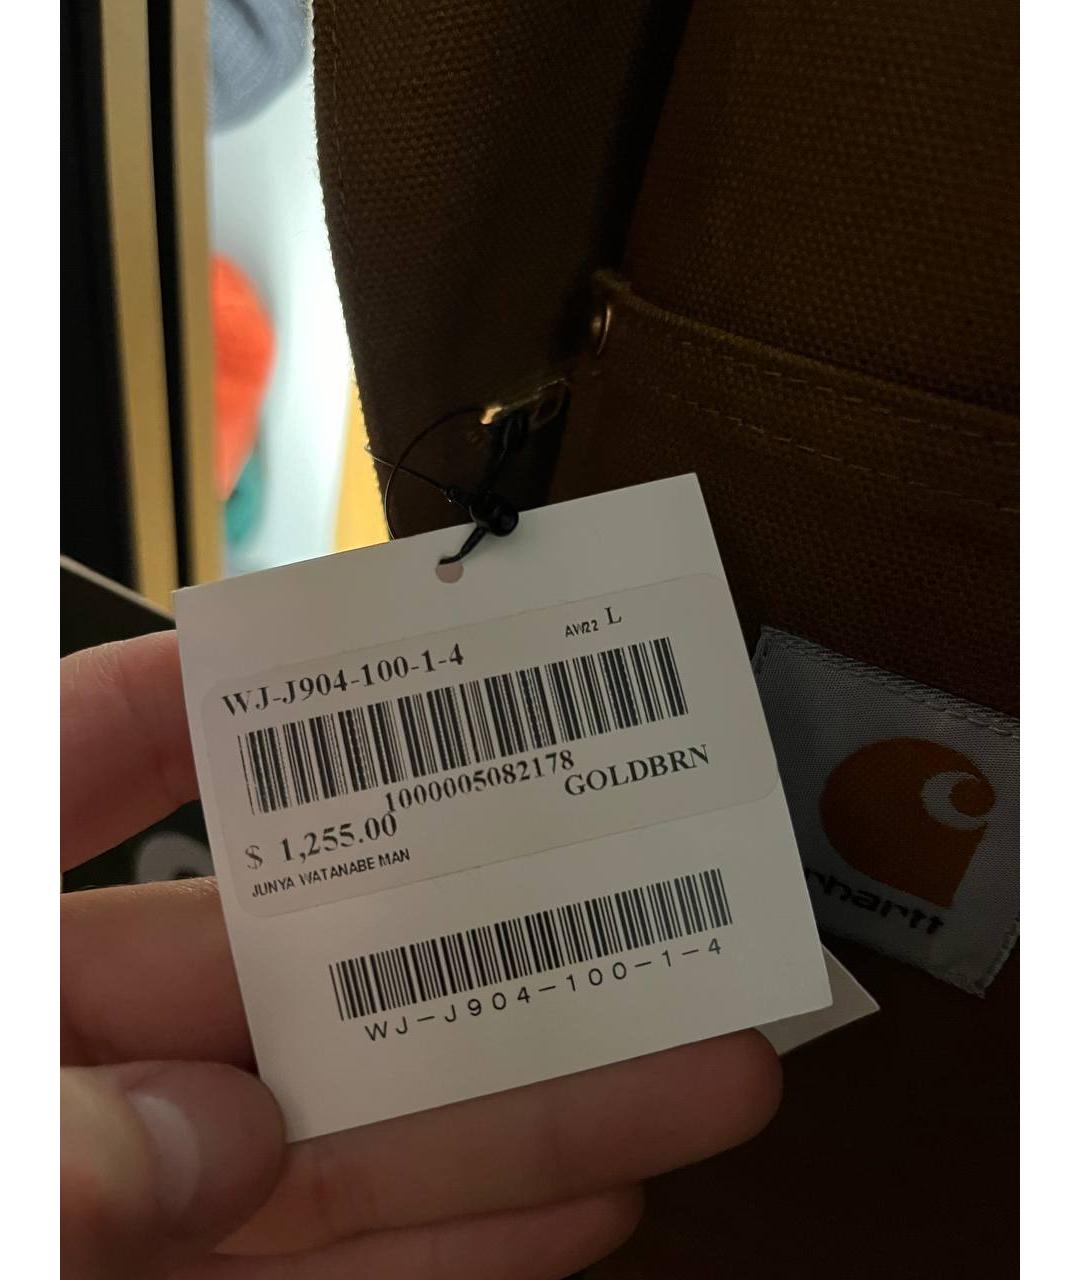 AW22 L
WJ-J904-100-1-4
1000005082178
GOLDBRN
$ 1,255.00
JUNYA WATANABE MAN
WJ-J904-100-1-4
carhartt